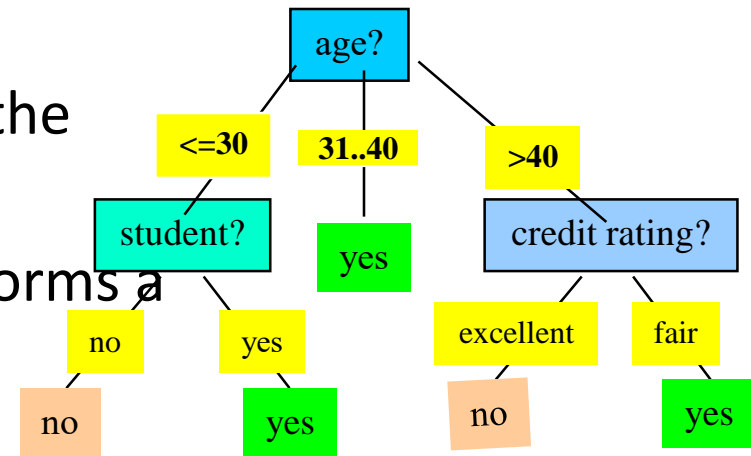 age?
the
<=30 31..40 >40
student? yes credit rating?
orms a
no yes excellent fair
no yes no yes